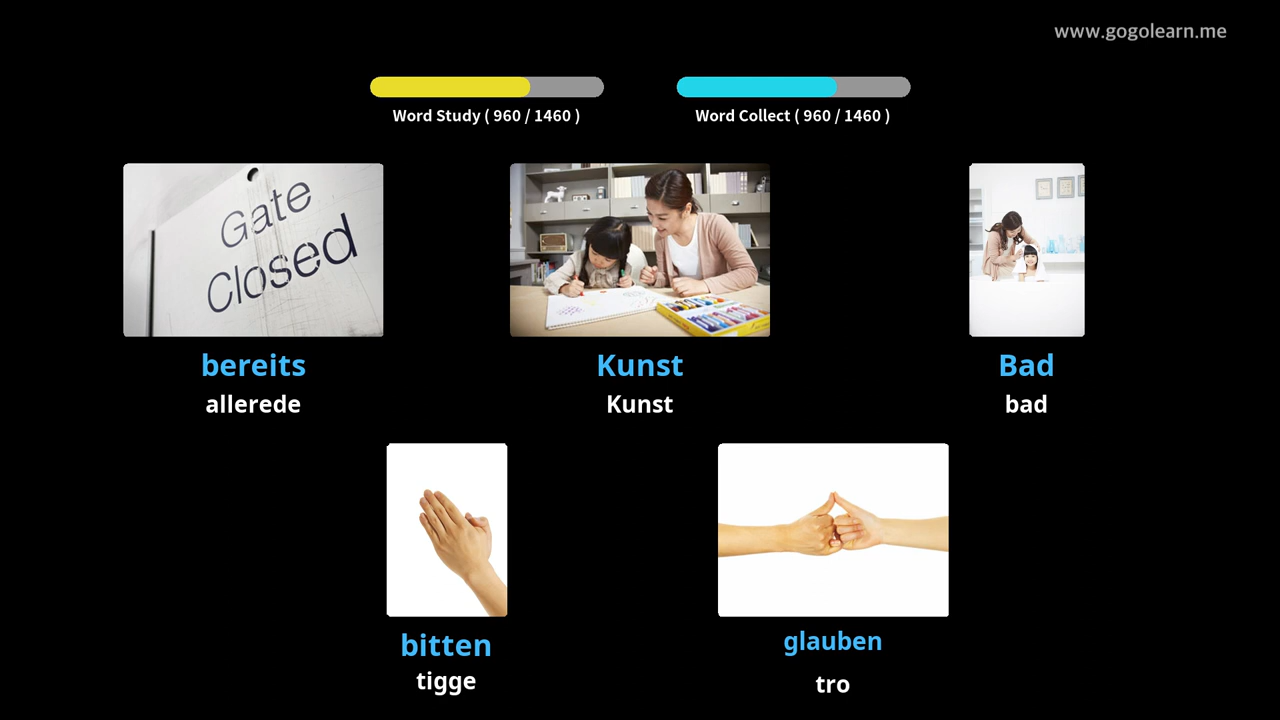 www.gogolearn.me
Word Study ( 960 / 1460 )
Word Collect ( 960 / 1460 )
Gate
Closed
bereits
allerede
Kunst
Kunst
Bad
bad
bitten
tigge
glauben
tro